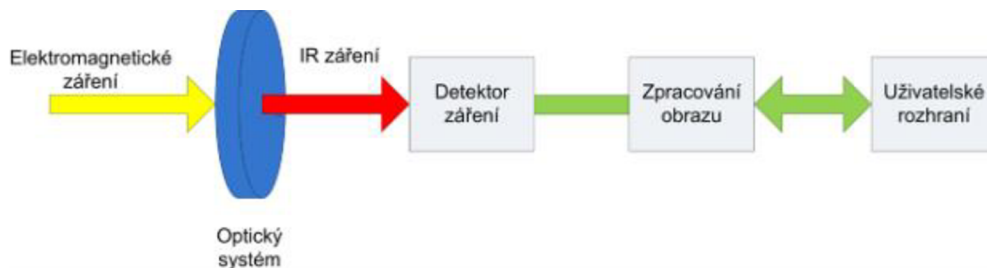 Elektromagnetické
záření
IR záření
Detektor
záření
Zpracování
obrazu
Uživatelské
rozhraní
Optický
systém